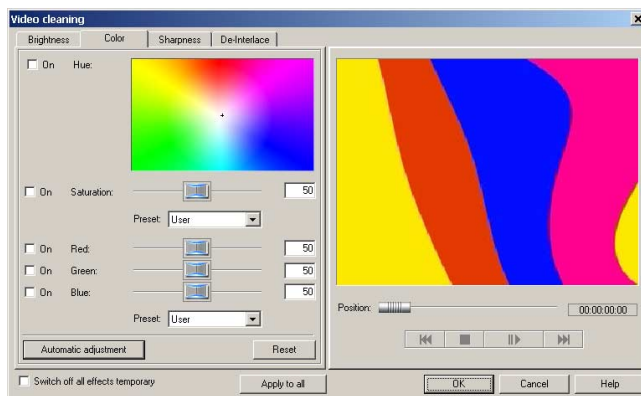 Video cleaning
Brightness Color Sharpness De-Interlace
On Hue:
On Saturation: 50
Preset: User
On Red: 50
On Green: 50
On Blue: 50
Preset: User
Automatic adjustment Reset
Position: 00:00:00:00
Switch off all effects temporary Apply to all OK Cancel Help